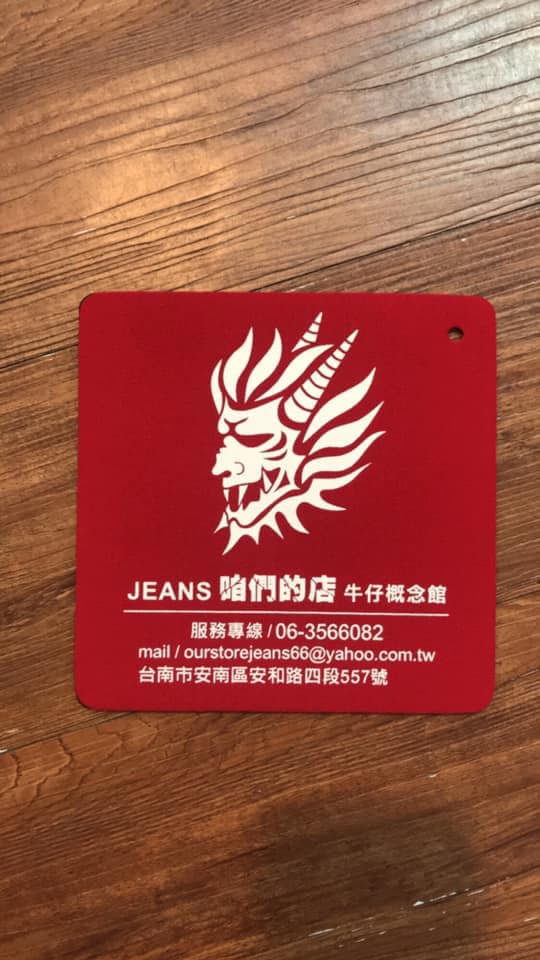 JEANS 咱們的店 牛仔概念館
服務專線/06-3566082
mail / ourstorejeans66@yahoo.com.tw
台南市安南區安和路四段557號